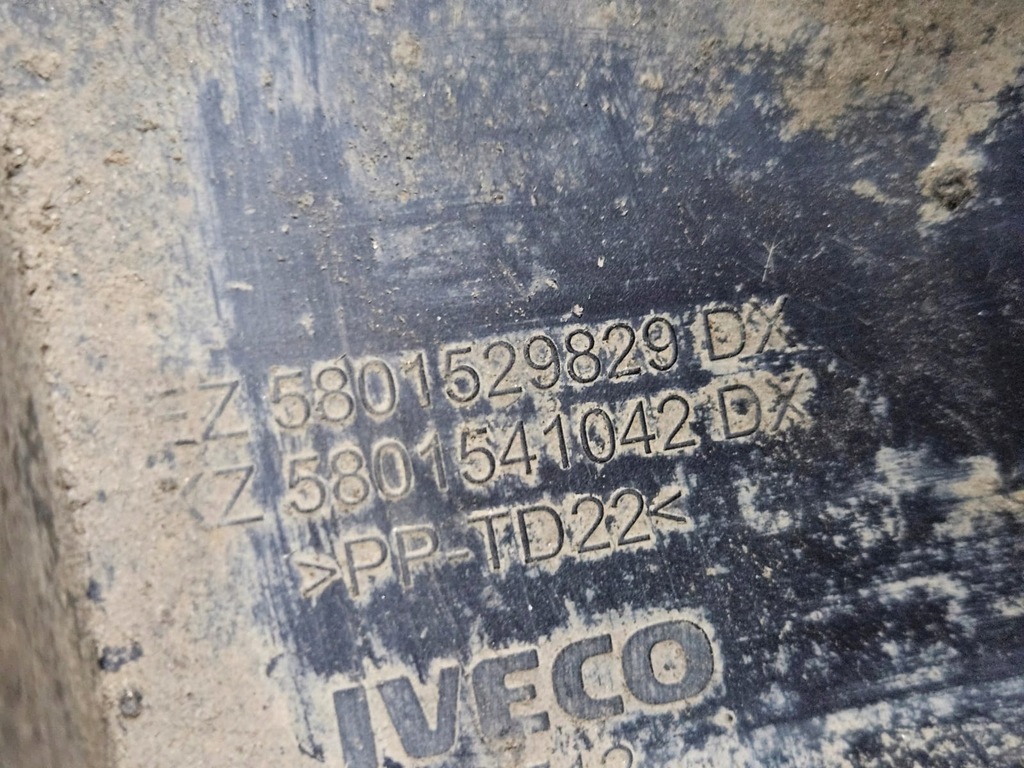 5801529829 DX
5801541042 DX
>PP-TD22<
IVECO